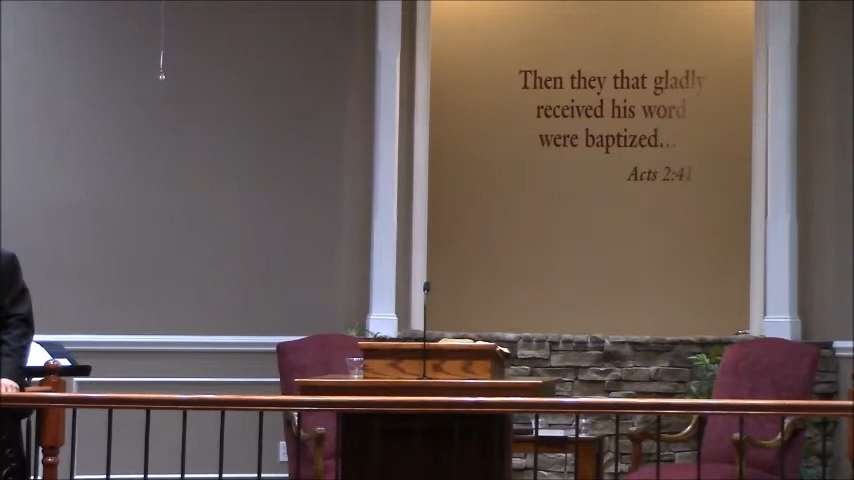 Then they that gladly
received his word
were baptized...
Acts 2:41